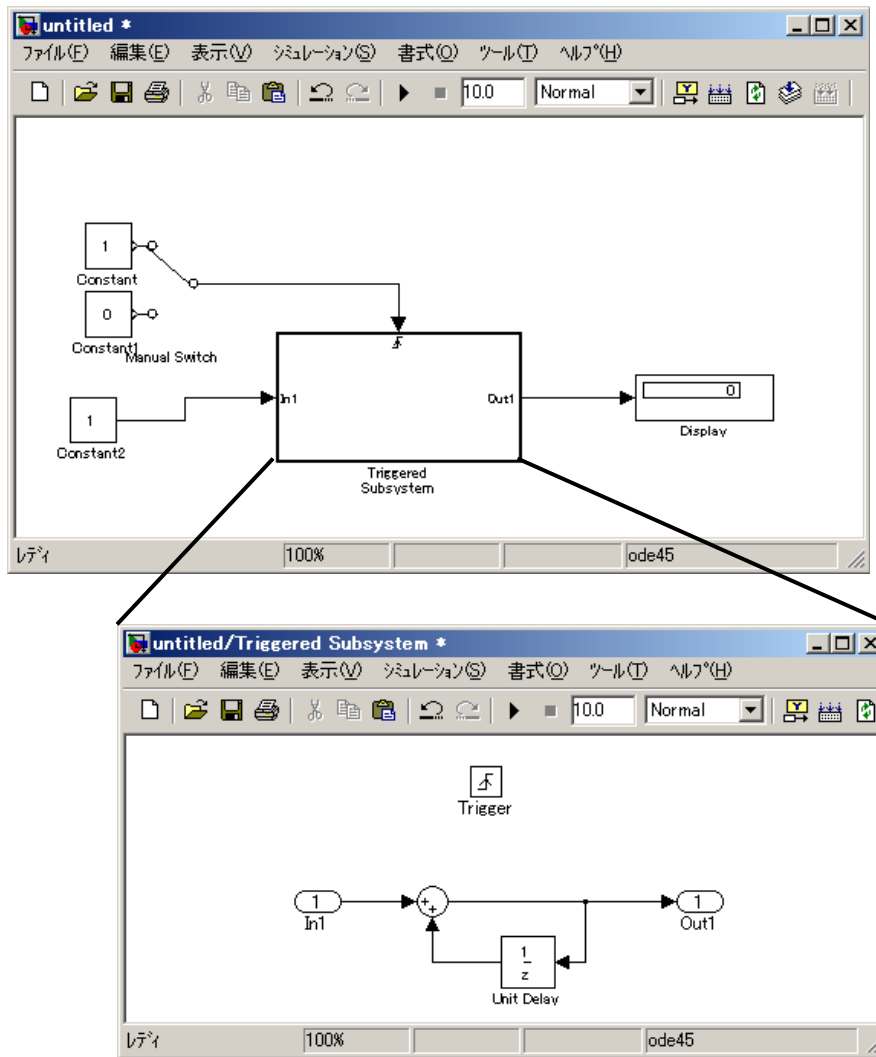 untitled *
ファイル(F) 編集(E) 表示(V) シミュレーション(S) 書式(O) ツール(T) ヘルプ(H)
10.0 Normal
1
Constant
0
Constant1
Manual Switch
1
Constant2
In1
Out1
Triggered
Subsystem
0
Display
レディ 100% ode45
untitled/Triggered Subsystem *
ファイル(F) 編集(E) 表示(V) シミュレーション(S) 書式(O) ツール(T) ヘルプ(H)
10.0 Normal
Trigger
1
In1
+
+
1
Out1
1
z
Unit Delay
レディ 100% ode45